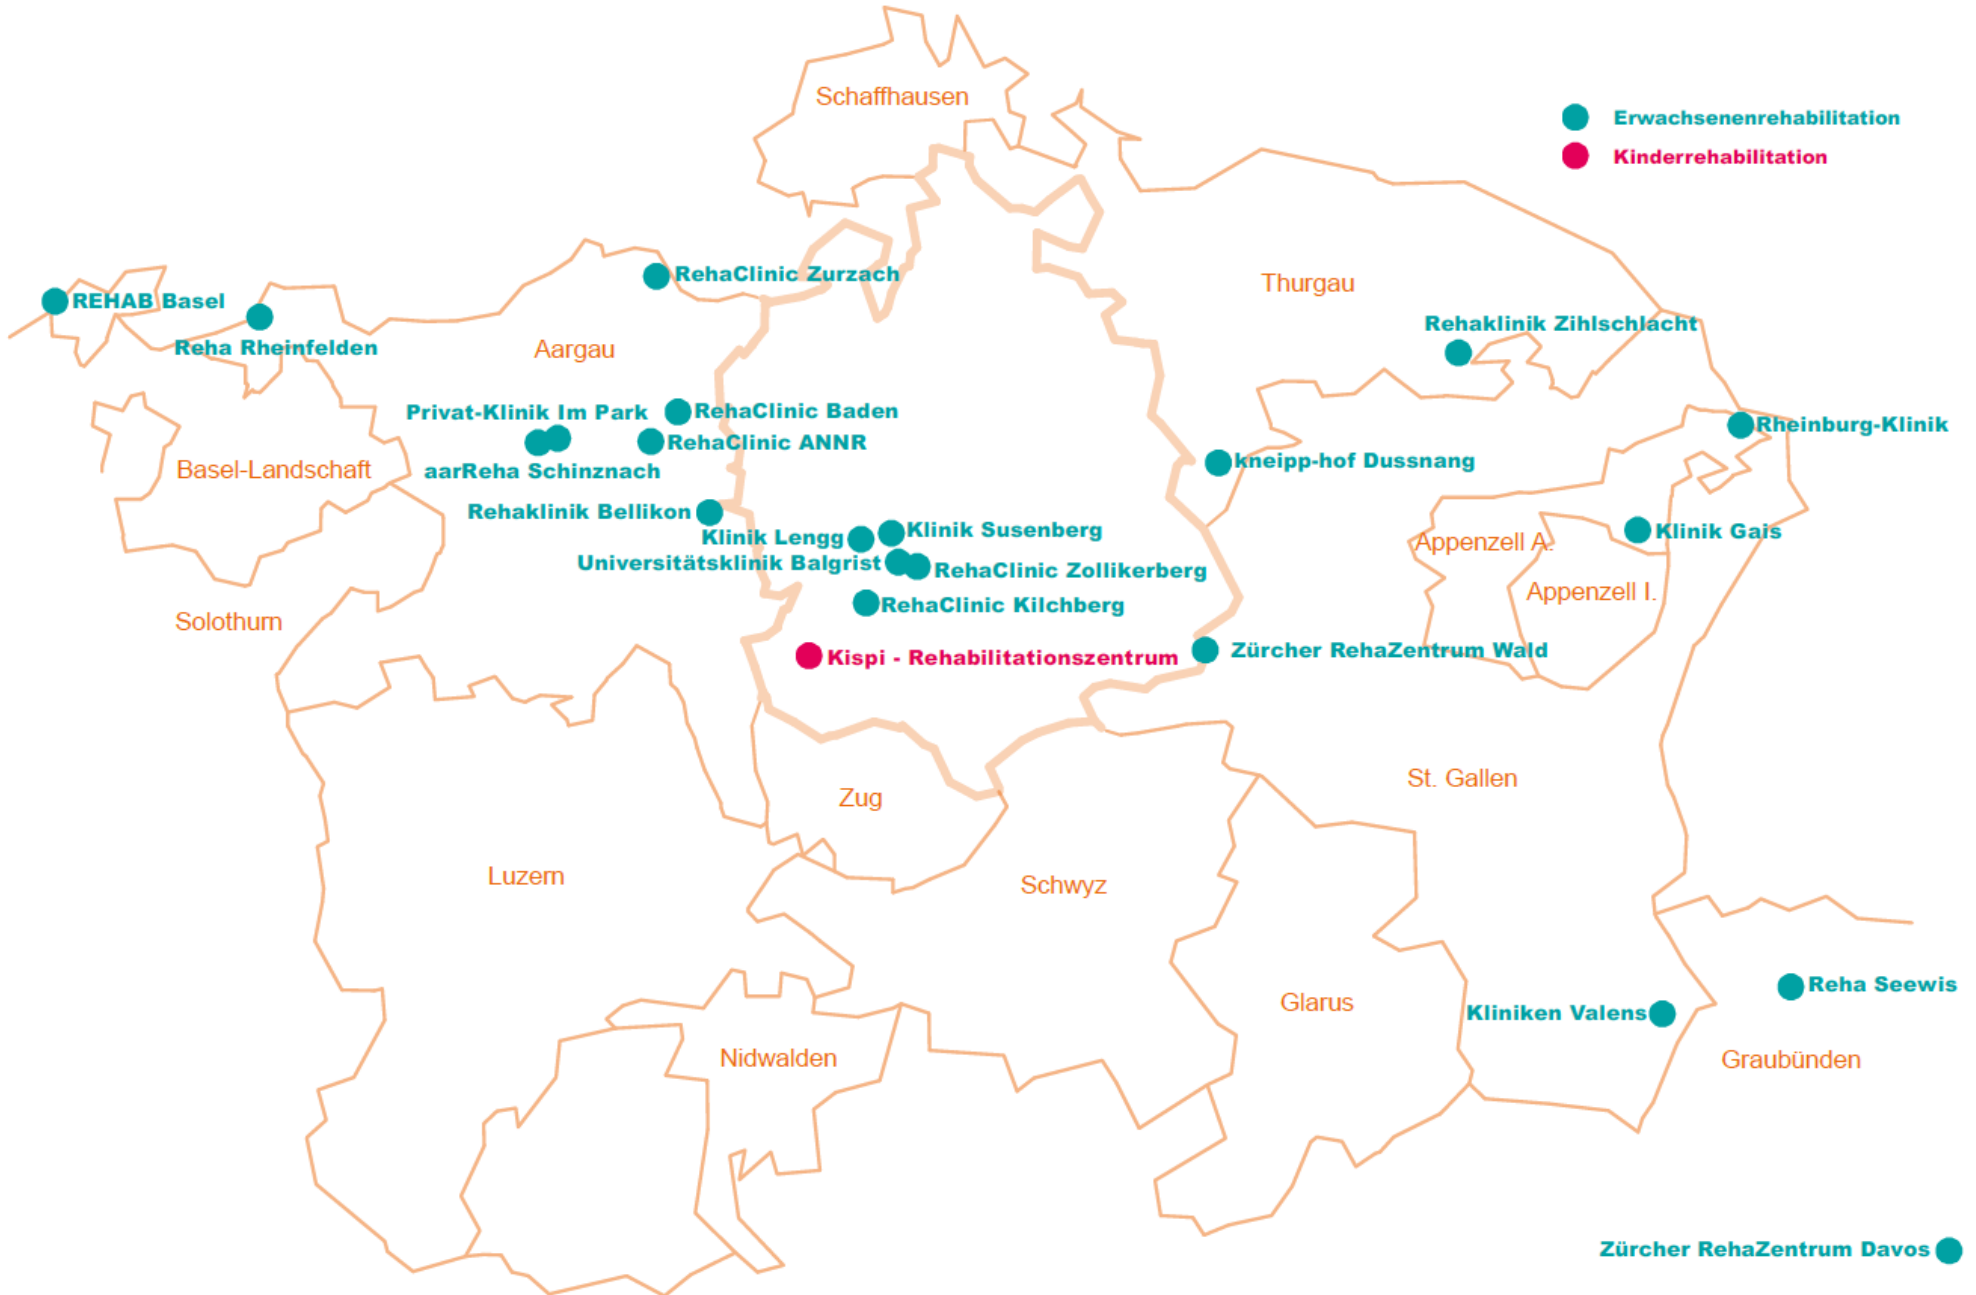 Schaffhausen
Erwachsenenrehabilitation
Kinderrehabilitation
RehaClinic Zurzach
Thurgau
REHAB Basel
Rehaklinik Zihlschlacht
Reha Rheinfelden
Aargau
Privat-Klinik Im Park
RehaClinic Baden
Rheinburg-Klinik
RehaClinic ANNR
kneipp-hof Dussnang
Basel-Landschaft
aarReha Schinznach
Rehaklinik Bellikon
Klinik Susenberg
Klinik Lengg
Klinik Gais
Appenzell A.
Universitätsklinik Balgrist
RehaClinic Zollikerberg
Appenzell I.
RehaClinic Kilchberg
Solothurn
Zürcher RehaZentrum Wald
Kispi - Rehabilitationszentrum
St. Gallen
Zug
Luzern
Schwyz
Reha Seewis
Glarus
Kliniken Valens
Nidwalden
Graubünden
Zürcher RehaZentrum Davos